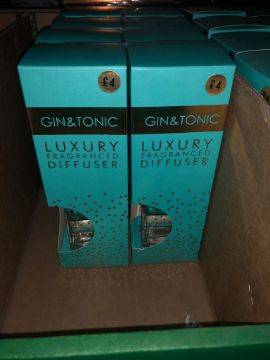 £4
GIN&TONIC
LUXURY
FRAGRANCED
DIFFUSER
£4
GIN&TONIC
LUXURY
FRAGRANCED
DIFFUSER